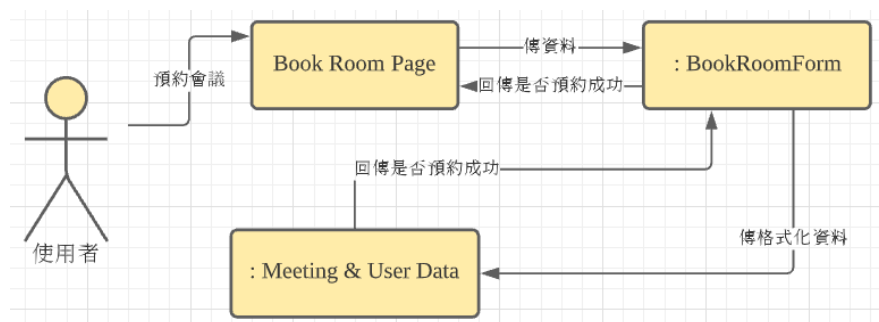 Book Room Page
傳資料
: BookRoomForm
預約會議
回傳是否預約成功
回傳是否預約成功
傳格式化資料
使用者
: Meeting & User Data